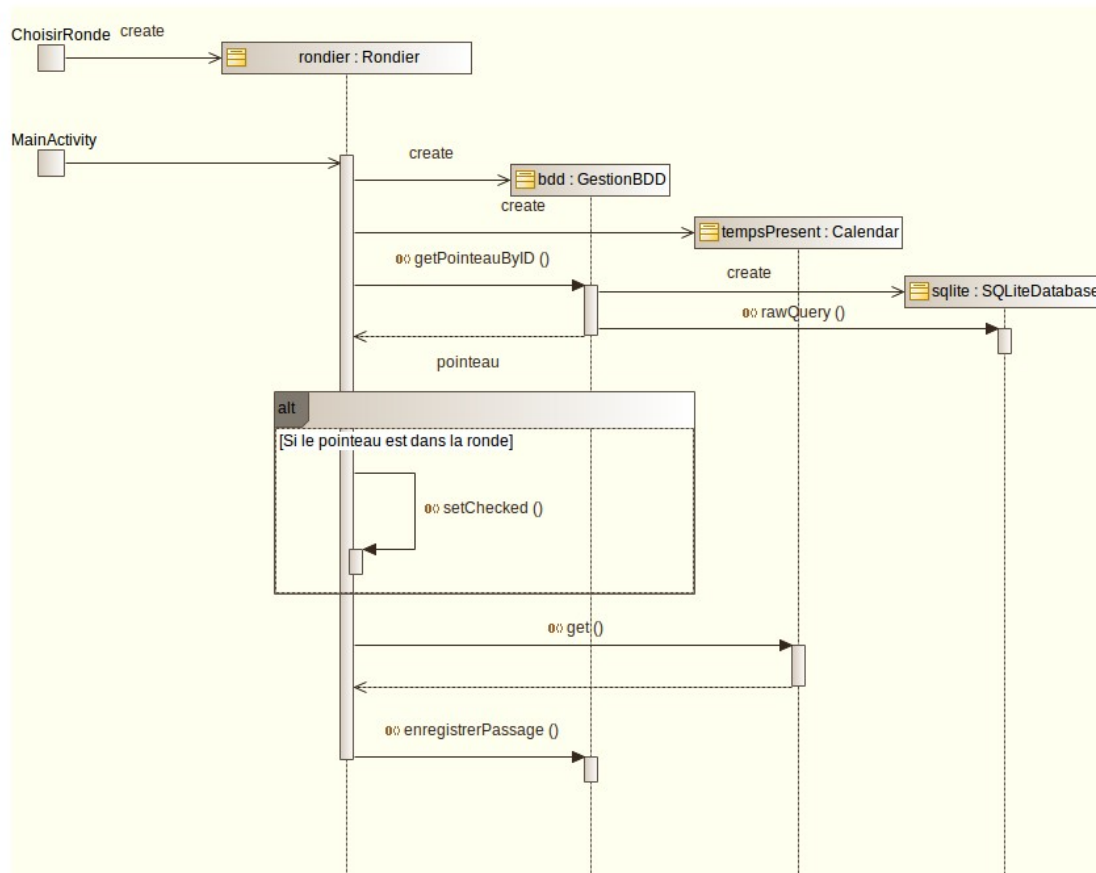 ChoisirRonde
create
rondier : Rondier
MainActivity
create
bdd : GestionBDD
create
tempsPresent : Calendar
getPointeauByID ()
create
sqlite : SQLiteDatabase
rawQuery ()
pointeau
alt
[Si le pointeau est dans la ronde]
setChecked ()
get ()
enregistrerPassage ()